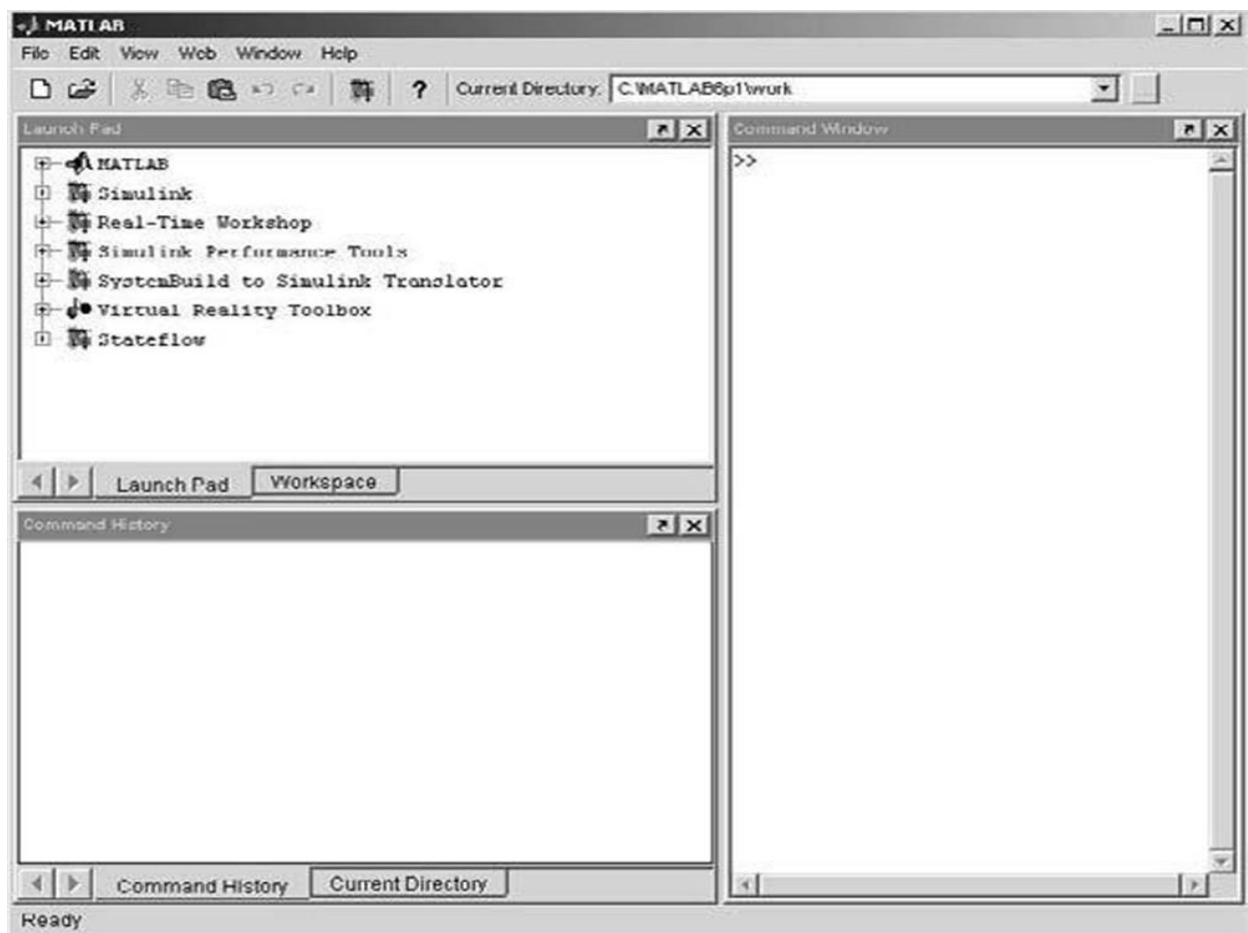 MATLAB
File Edit View Web Window Help
? Current Directory: C:\MATLAB6p1\work
Launch Pad
MATLAB
Simulink
Real-Time Workshop
Simulink Performance Tools
SystemBuild to Simulink Translator
Virtual Reality Toolbox
Stateflow
Launch Pad Workspace
Command History
Command History Current Directory
Command Window
>>
Ready